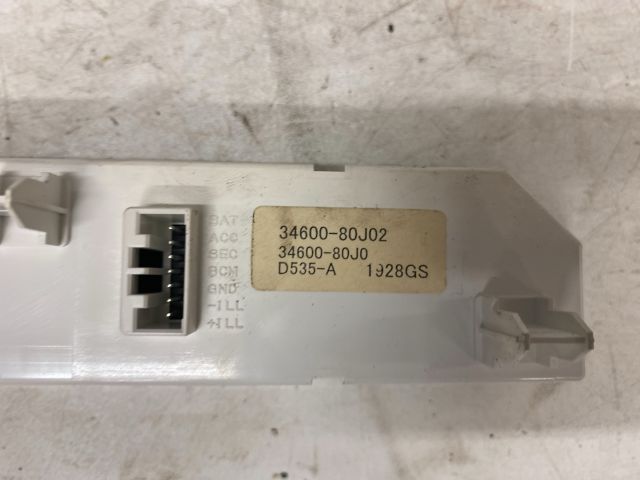 BAT
ACC
SEC
BCM
GND
-ILL
+ILL
34600-80J02
34600-80J0
D535-A 1928GS